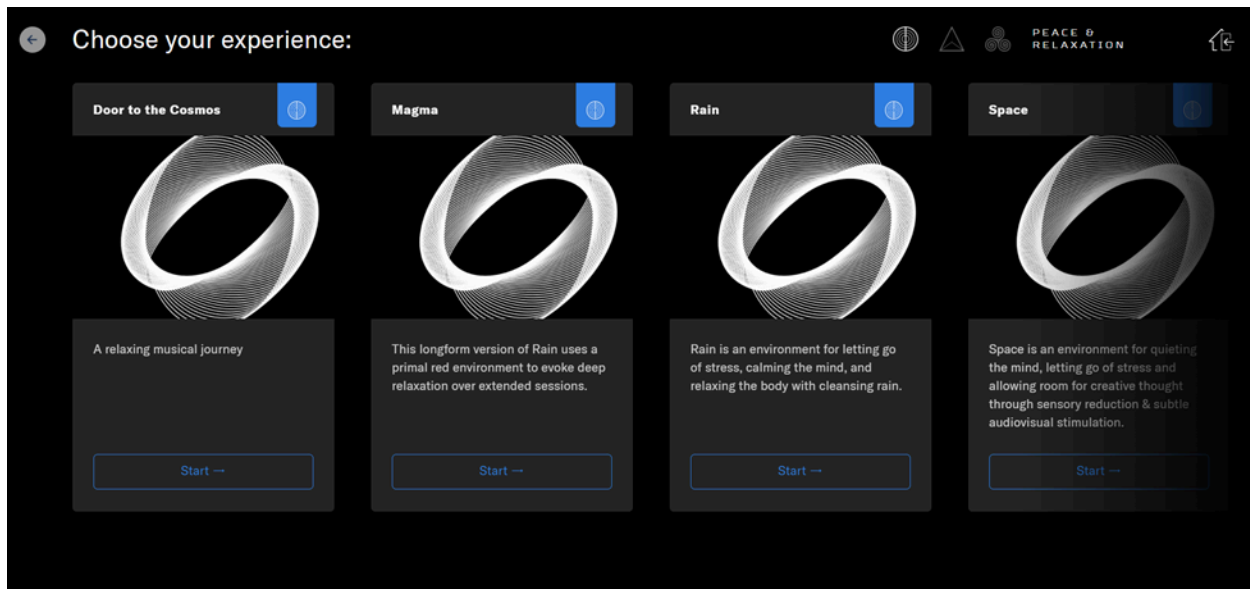 Choose your experience:
PEACE &
RELAXATION
Door to the Cosmos
A relaxing musical journey
Start →
Magma
This longform version of Rain uses a
primal red environment to evoke deep
relaxation over extended sessions.
Start →
Rain
Rain is an environment for letting go
of stress, calming the mind, and
relaxing the body with cleansing rain.
Start →
Space
Space is an environment for quieting
the mind, letting go of stress and
allowing room for creative thought
through sensory reduction & subtle
audiovisual stimulation.
Start →